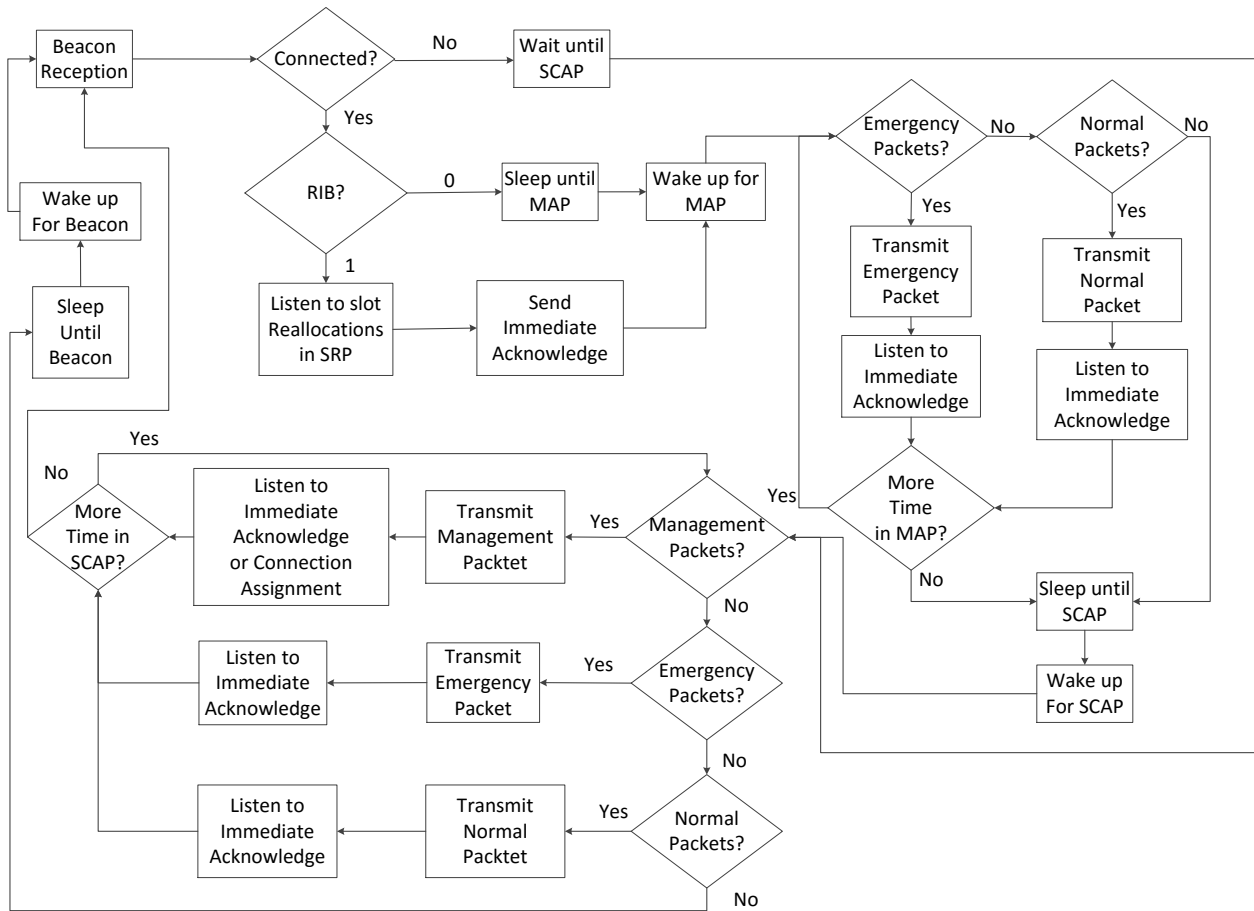 Beacon
Reception
Connected?
No
Wait until
SCAP
Yes
Emergency
Packets?
No
Normal
Packets?
No
RIB?
0
Sleep until
MAP
Wake up for
MAP
Wake up
For Beacon
Yes
Yes
1
Transmit
Emergency
Packet
Transmit
Normal
Packet
Sleep
Until
Beacon
Listen to slot
Reallocations
in SRP
Send
Immediate
Acknowledge
Listen to
Immediate
Acknowledge
Listen to
Immediate
Acknowledge
Yes
No
More
Time in
SCAP?
Listen to
Immediate
Acknowledge
or Connection
Assignment
Transmit
Management
Packtet
Yes
Management
Packets?
Yes
More
Time
in MAP?
No
No
Sleep until
SCAP
Listen to
Immediate
Acknowledge
Transmit
Emergency
Packet
Yes
Emergency
Packets?
Wake up
For SCAP
No
Listen to
Immediate
Acknowledge
Transmit
Normal
Packtet
Yes
Normal
Packets?
No